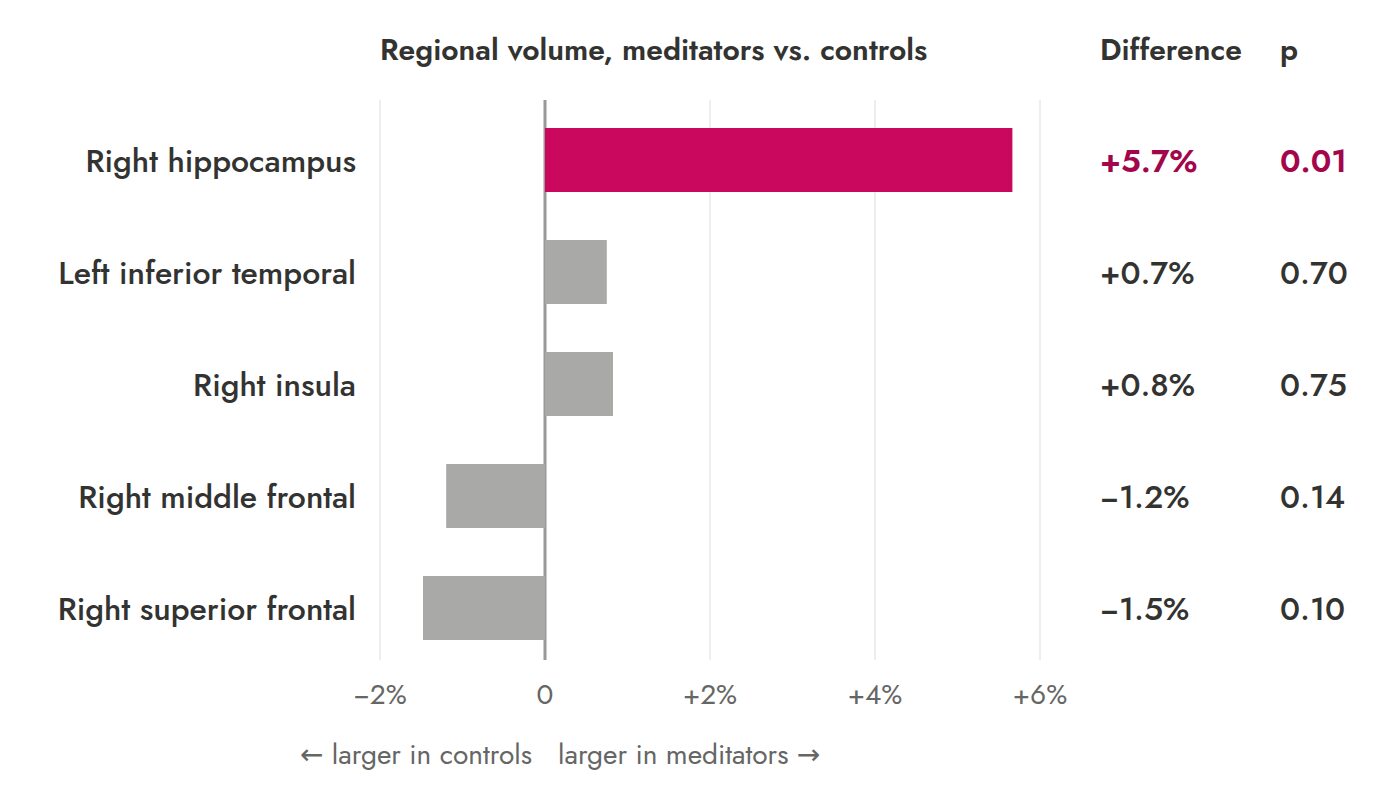 Regional volume, meditators vs. controls Difference p
Right hippocampus +5.7% 0.01
Left inferior temporal +0.7% 0.70
Right insula +0.8% 0.75
Right middle frontal −1.2% 0.14
Right superior frontal −1.5% 0.10
−2% 0 +2% +4% +6%
← larger in controls larger in meditators →